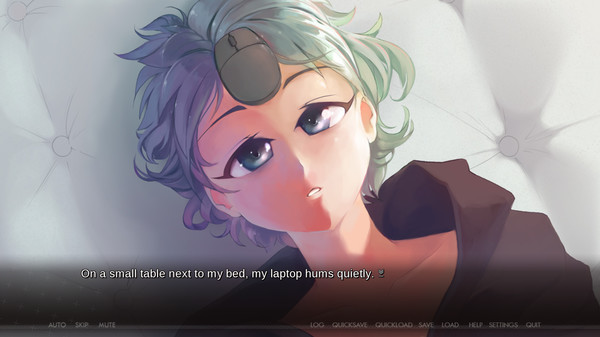 On a small table next to my bed, my laptop hums quietly.
AUTO SKIP MUTE LOG QUICKSAVE QUICKLOAD SAVE LOAD HELP SETTINGS QUIT